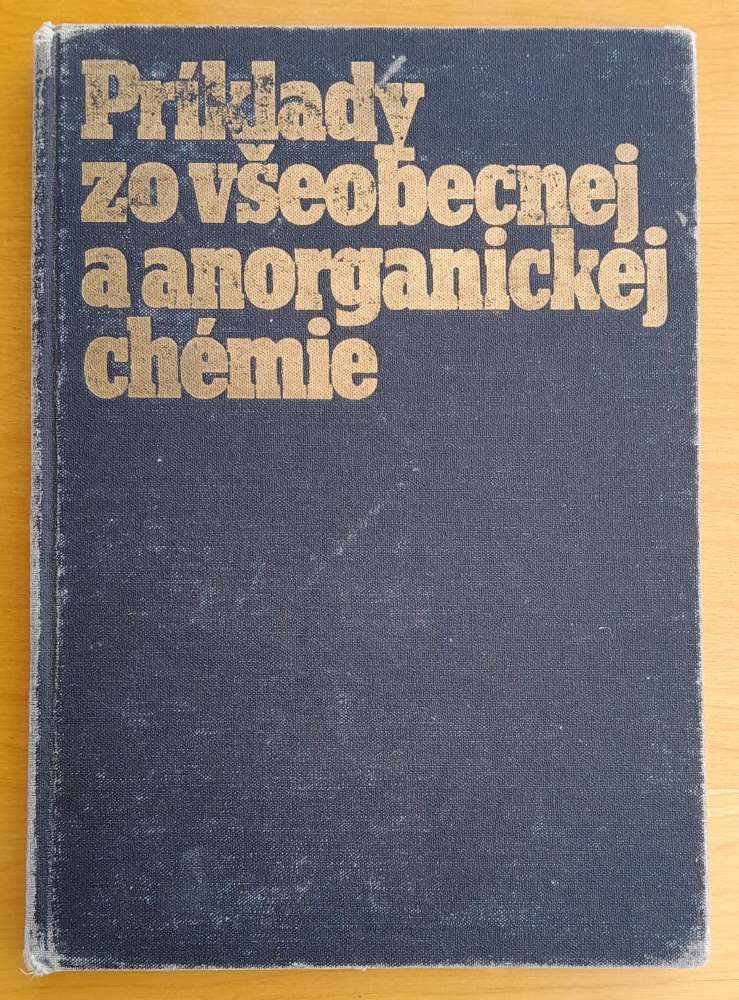 Príklady
zo všeobecnej
a anorganickej
chémie